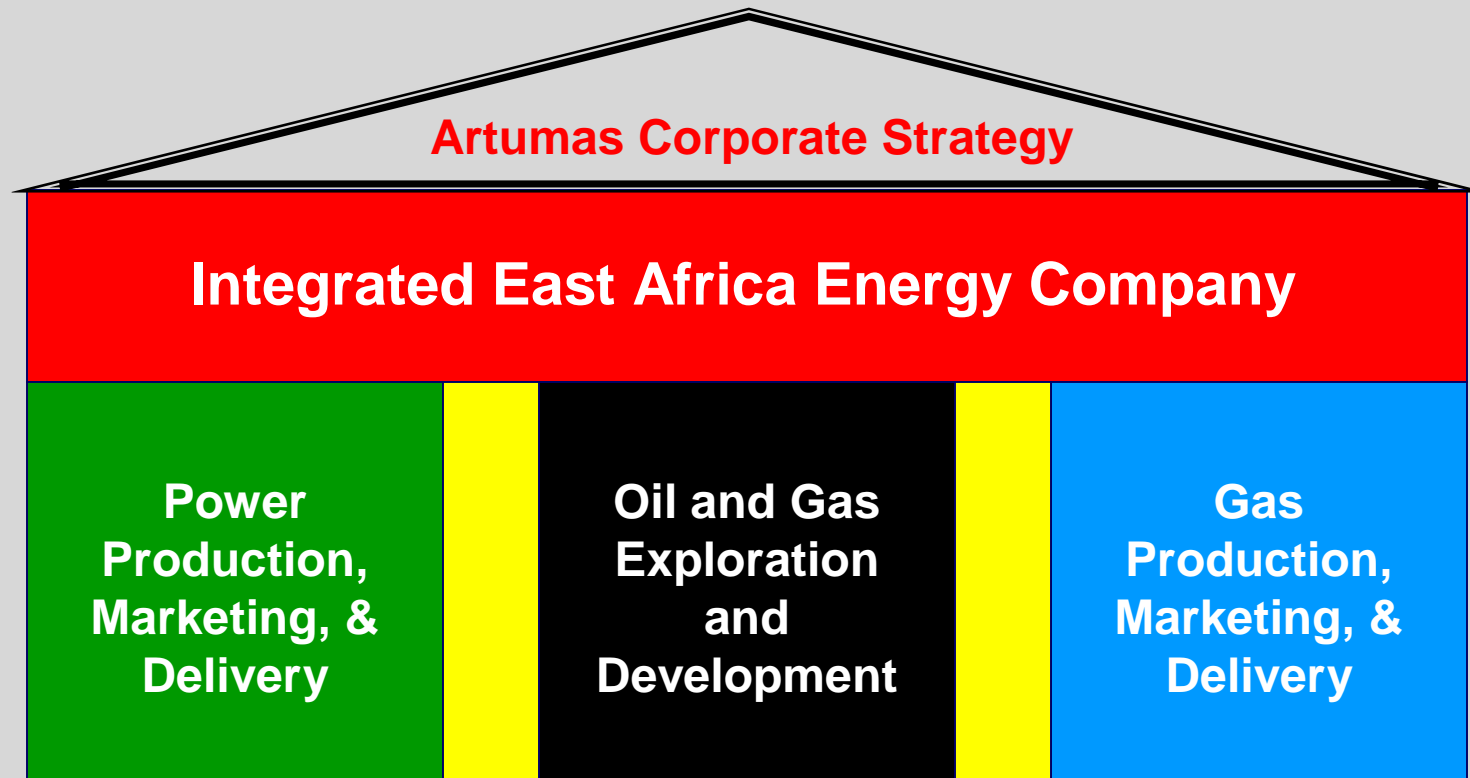 Artumas Corporate Strategy
Integrated East Africa Energy Company
Power
Production,
Marketing, &
Delivery
Oil and Gas
Exploration
and
Development
Gas
Production,
Marketing, &
Delivery